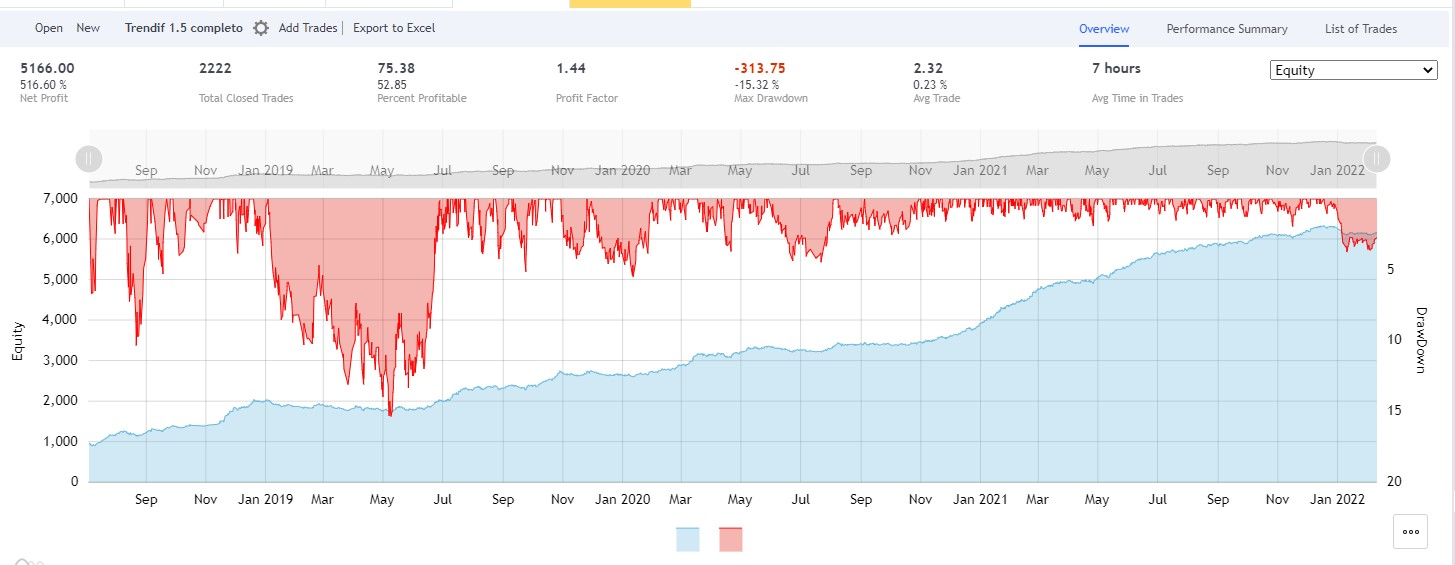 Open New Trendif 1.5 completo Add Trades Export to Excel Overview Performance Summary List of Trades
5166.00 2222 75.38 1.44 -313.75 2.32 7 hours Equity
516.60 % 52.85 -15.32 % 0.23 %
Net Profit Total Closed Trades Percent Profitable Profit Factor Max Drawdown Avg Trade Avg Time in Trades
Sep Nov Jan 2019 Mar May Jul Sep Nov Jan 2020 Mar May Jul Sep Nov Jan 2021 Mar May Jul Sep Nov Jan 2022
7,000
6,000
5,000 5
4,000
10
3,000
2,000
15
1,000
0 20
Equity
DrawDown
Sep Nov Jan 2019 Mar May Jul Sep Nov Jan 2020 Mar May Jul Sep Nov Jan 2021 Mar May Jul Sep Nov Jan 2022